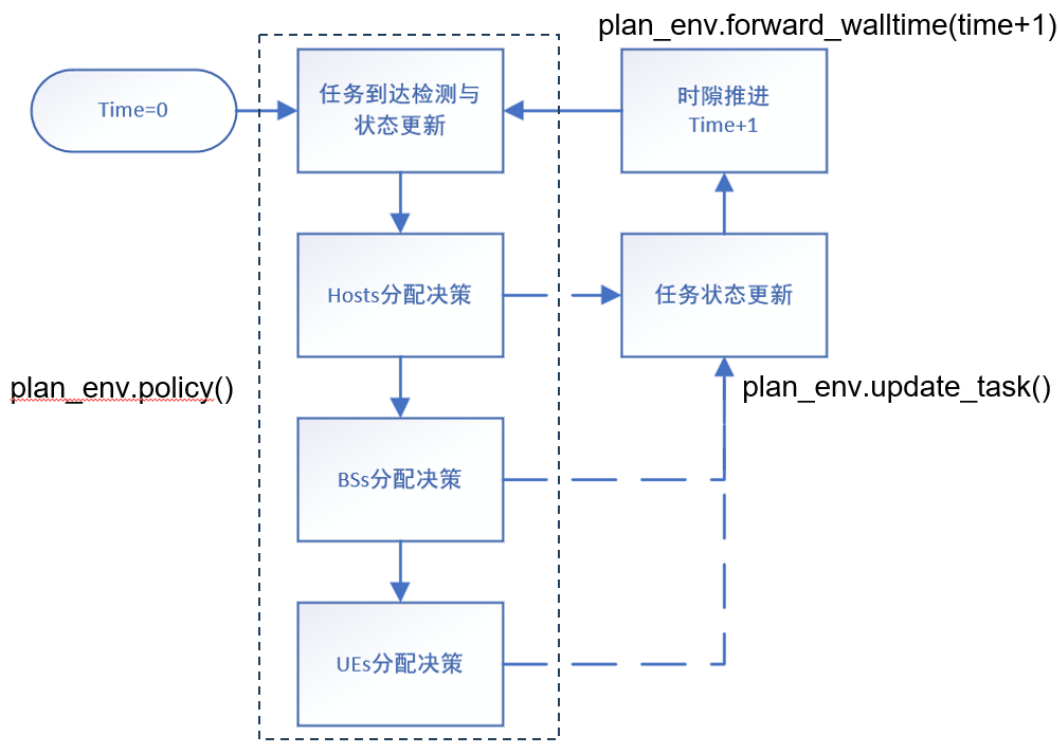 plan_env.forward_walltime(time+1)
Time=0
任务到达检测与
状态更新
时隙推进
Time+1
Hosts分配决策
任务状态更新
plan_env.policy()
plan_env.update_task()
BSs分配决策
UEs分配决策